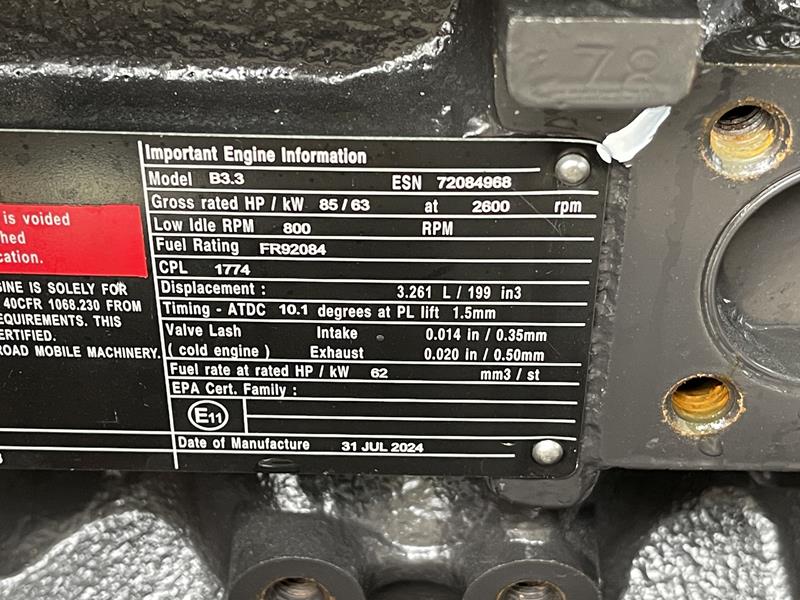 78
Important Engine Information
Model B3.3 ESN 72084968
Gross rated HP / kW 85 / 63 at 2600 rpm
Low Idle RPM 800 RPM
Fuel Rating FR92084
CPL 1774
Displacement : 3.261 L / 199 in3
Timing - ATDC 10.1 degrees at PL lift 1.5mm
Valve Lash Intake 0.014 in / 0.35mm
( cold engine ) Exhaust 0.020 in / 0.50mm
Fuel rate at rated HP / kW 62 mm3 / st
EPA Cert. Family :
E11
Date of Manufacture 31 JUL 2024
is voided
GINE IS SOLELY FOR
40CFR 1068.230 FROM
EQUIREMENTS. THIS
ROAD MOBILE MACHINERY.